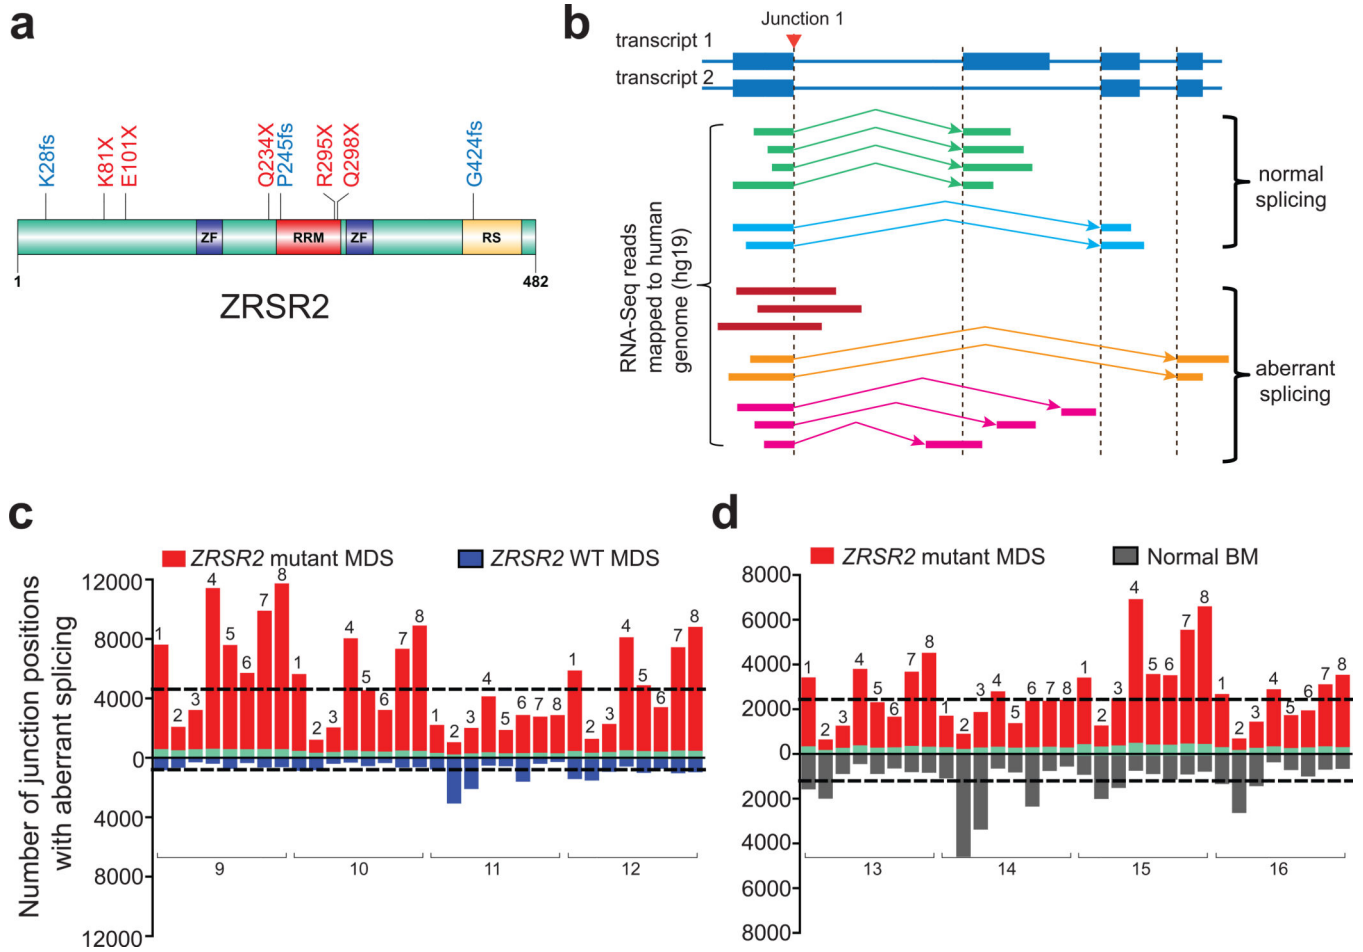 a
K28fs
K81X
E101X
Q234X
P245fs
R295X
Q298X
G424fs
ZF
RRM
ZF
RS
1
482
ZRSR2
b
Junction 1
transcript 1
transcript 2
RNA-Seq reads
mapped to human
genome (hg19)
normal
splicing
aberrant
splicing
c
ZRSR2 mutant MDS
ZRSR2 WT MDS
Number of junction positions
with aberrant splicing
12000
8000
4000
0
4000
8000
12000
1 2 3 4 5 6 7 8
1 2 3 4 5 6 7 8
1 2 3 4 5 6 7 8
1 2 3 4 5 6 7 8
9
10
11
12
d
ZRSR2 mutant MDS
Normal BM
8000
6000
4000
2000
0
2000
4000
6000
8000
1 2 3 4 5 6 7 8
1 2 3 4 5 6 7 8
1 2 3 4 5 6 7 8
1 2 3 4 5 6 7 8
13
14
15
16